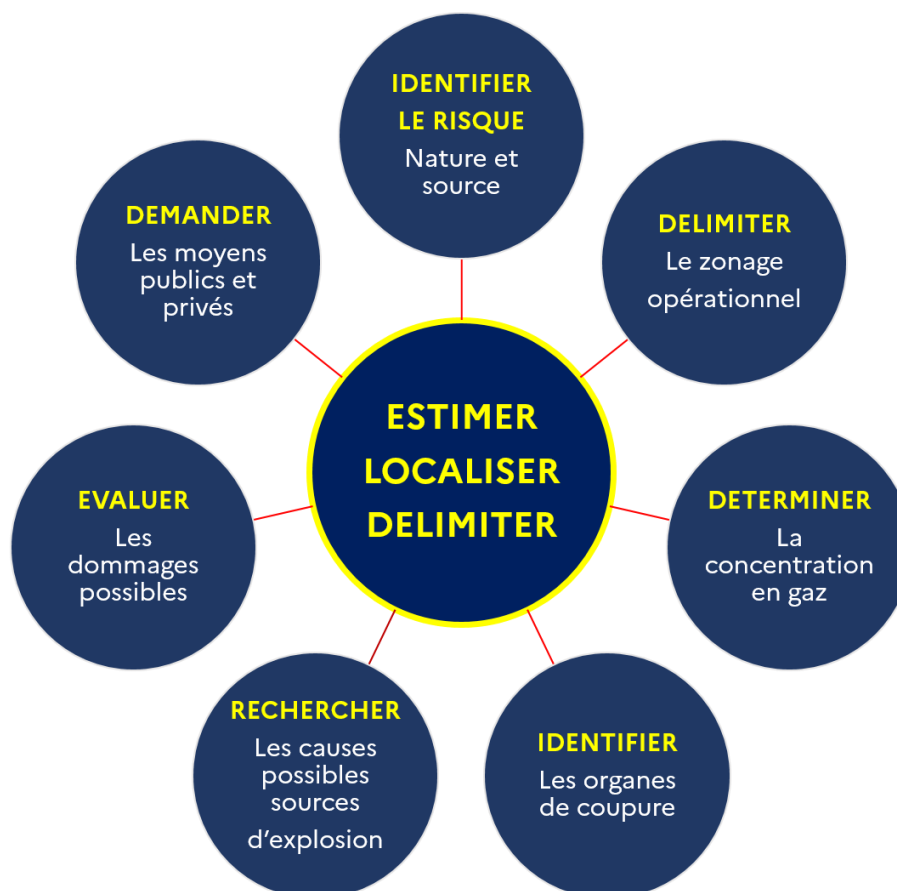 IDENTIFIER
LE RISQUE
Nature et
source
DELIMITER
Le zonage
opérationnel
DETERMINER
La
concentration
en gaz
IDENTIFIER
Les organes
de coupure
RECHERCHER
Les causes
possibles
sources
d’explosion
EVALUER
Les
dommages
possibles
DEMANDER
Les moyens
publics et
privés
ESTIMER
LOCALISER
DELIMITER